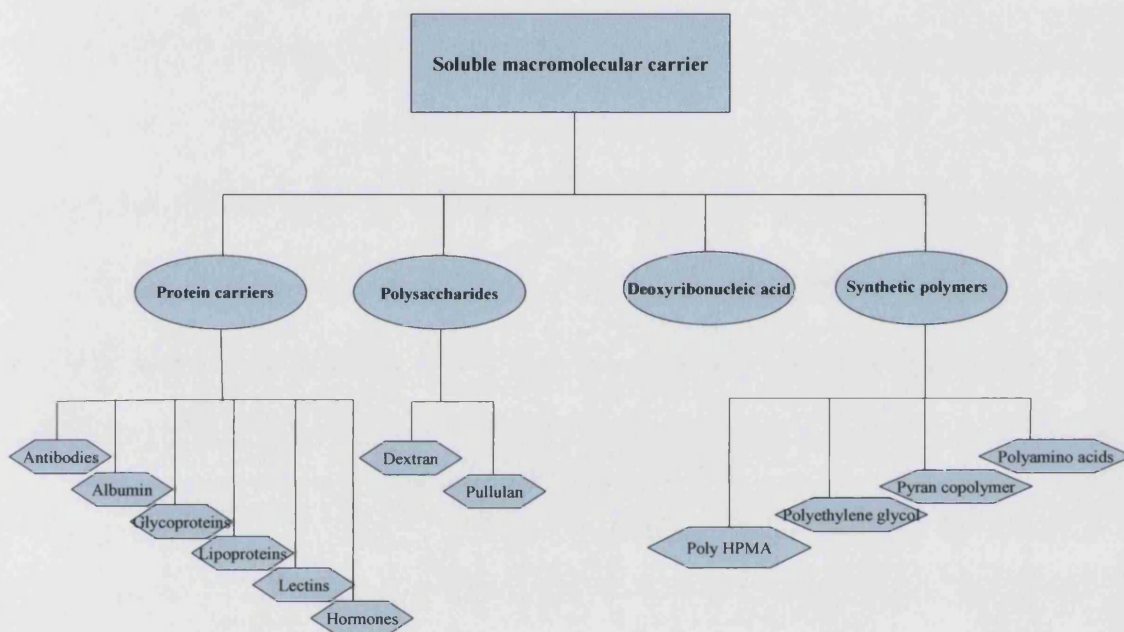 Soluble macromolecular carrier
Protein carriers
Polysaccharides
Deoxyribonucleic acid
Synthetic polymers
Antibodies
Albumin
Glycoproteins
Lipoproteins
Lectins
Hormones
Dextran
Pullulan
Poly HPMA
Polyethylene glycol
Pyran copolymer
Polyamino acids